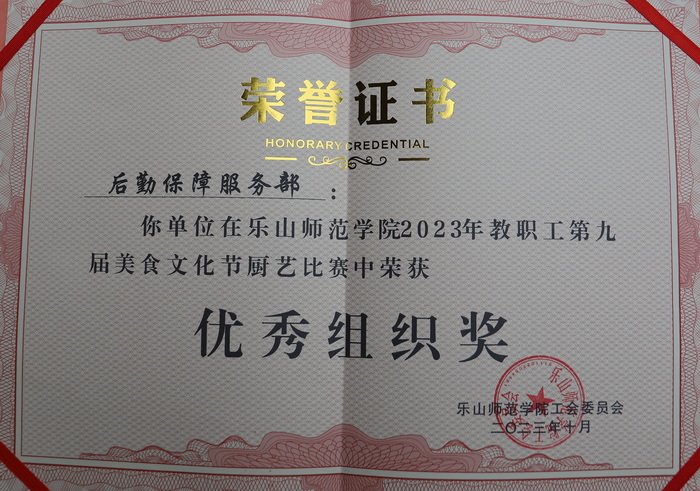 荣誉证书
HONORARY CREDENTIAL
后勤保障服务部：
你单位在乐山师范学院2023年教职工第九
届美食文化节厨艺比赛中荣获
优秀组织奖
乐山师范学院工会委员会
二〇二三年十月